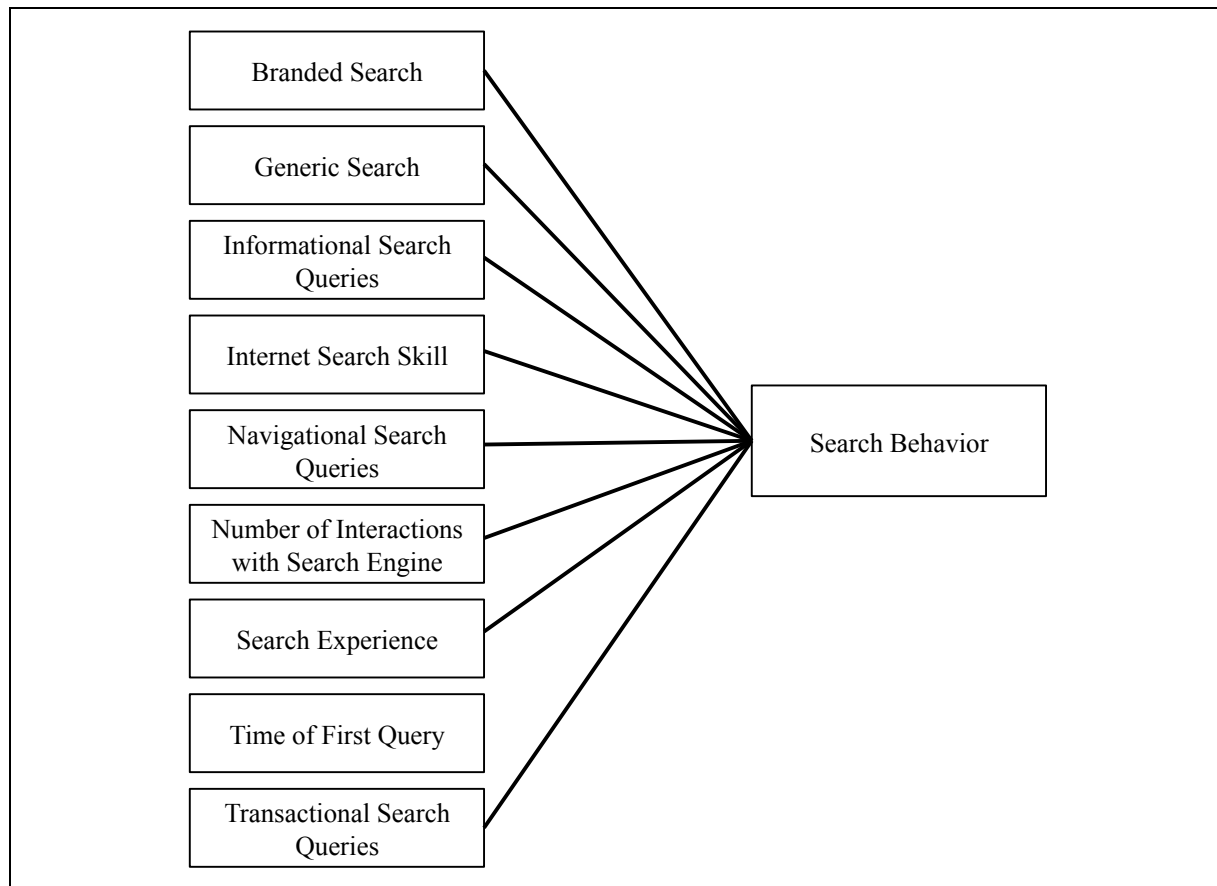 Branded Search
Generic Search
Informational Search
Queries
Internet Search Skill
Navigational Search
Queries
Number of Interactions
with Search Engine
Search Experience
Time of First Query
Transactional Search
Queries
Search Behavior